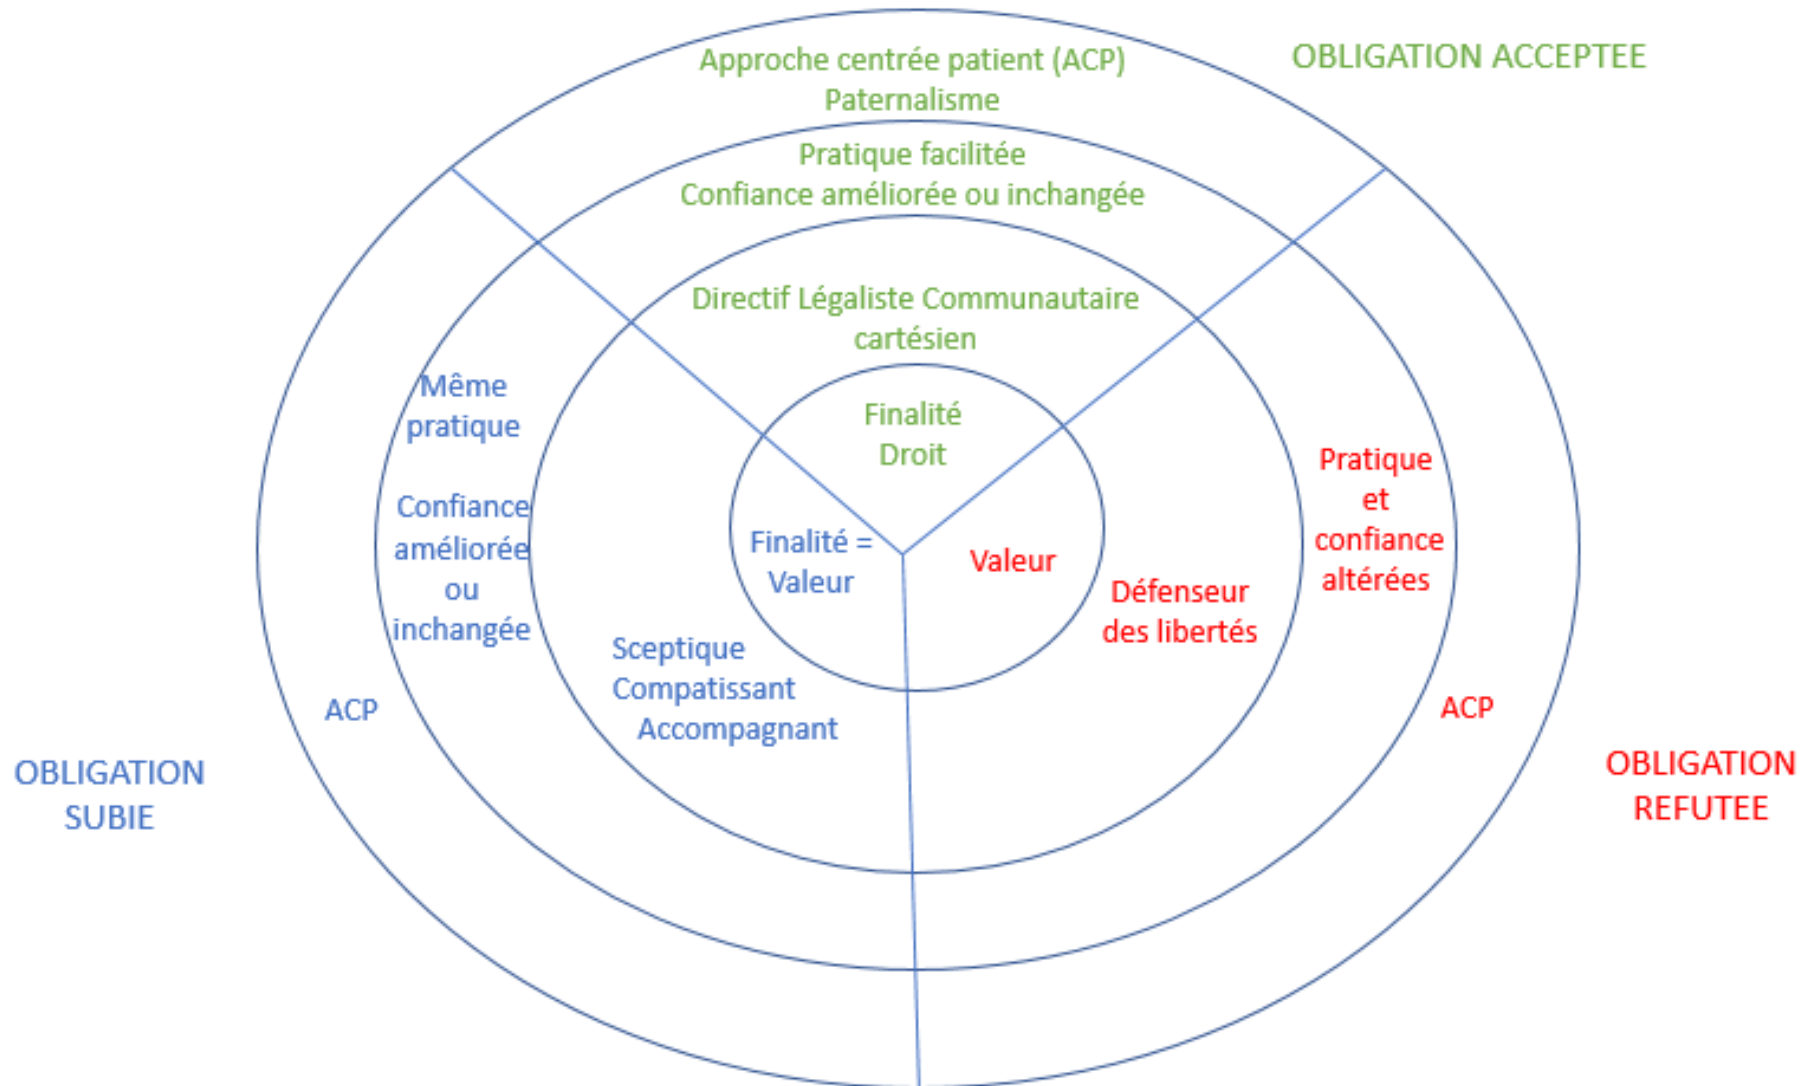 Approche centrée patient (ACP)
Paternalisme
OBLIGATION ACCEPTEE
Pratique facilitée
Confiance améliorée ou inchangée
Directif Légaliste Communautaire
cartésien
Finalité
Droit
Même
pratique
Confiance
améliorée
ou
inchangée
Finalité =
Valeur
Sceptique
Compatissant
Accompagnant
ACP
OBLIGATION
SUBIE
Valeur
Défenseur
des libertés
Pratique
et
confiance
altérées
ACP
OBLIGATION
REFUTEE